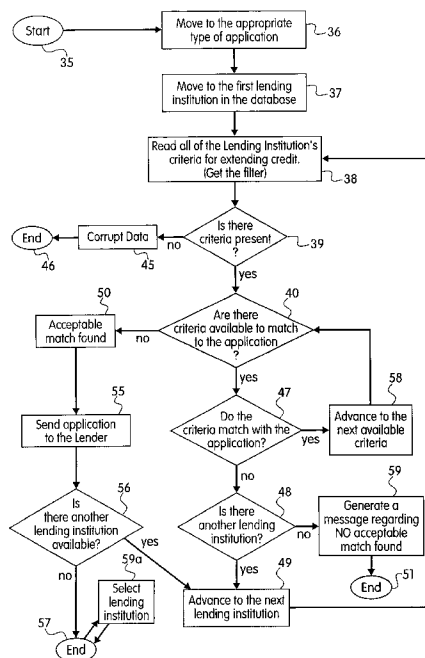 Start
35
Move to the appropriate
type of application
36
Move to the first lending
institution in the database
37
Read all of the Lending Institution's
criteria for extending credit.
(Get the filter)
38
Is there
criteria present
?
39
no
Corrupt Data
45
End
46
yes
40
Are there
criteria available to match
to the application
?
no
50
Acceptable
match found
yes
55
Send application
to the Lender
47
Do the
criteria match with the
application?
yes
58
Advance to the
next available
criteria
no
56
Is
there another
lending institution
available?
yes
no
48
Is there
another lending
institution?
no
59
Generate a
message regarding
NO acceptable
match found
End
51
yes
49
Advance to the next
lending institution
59a
Select
lending
institution
57
End